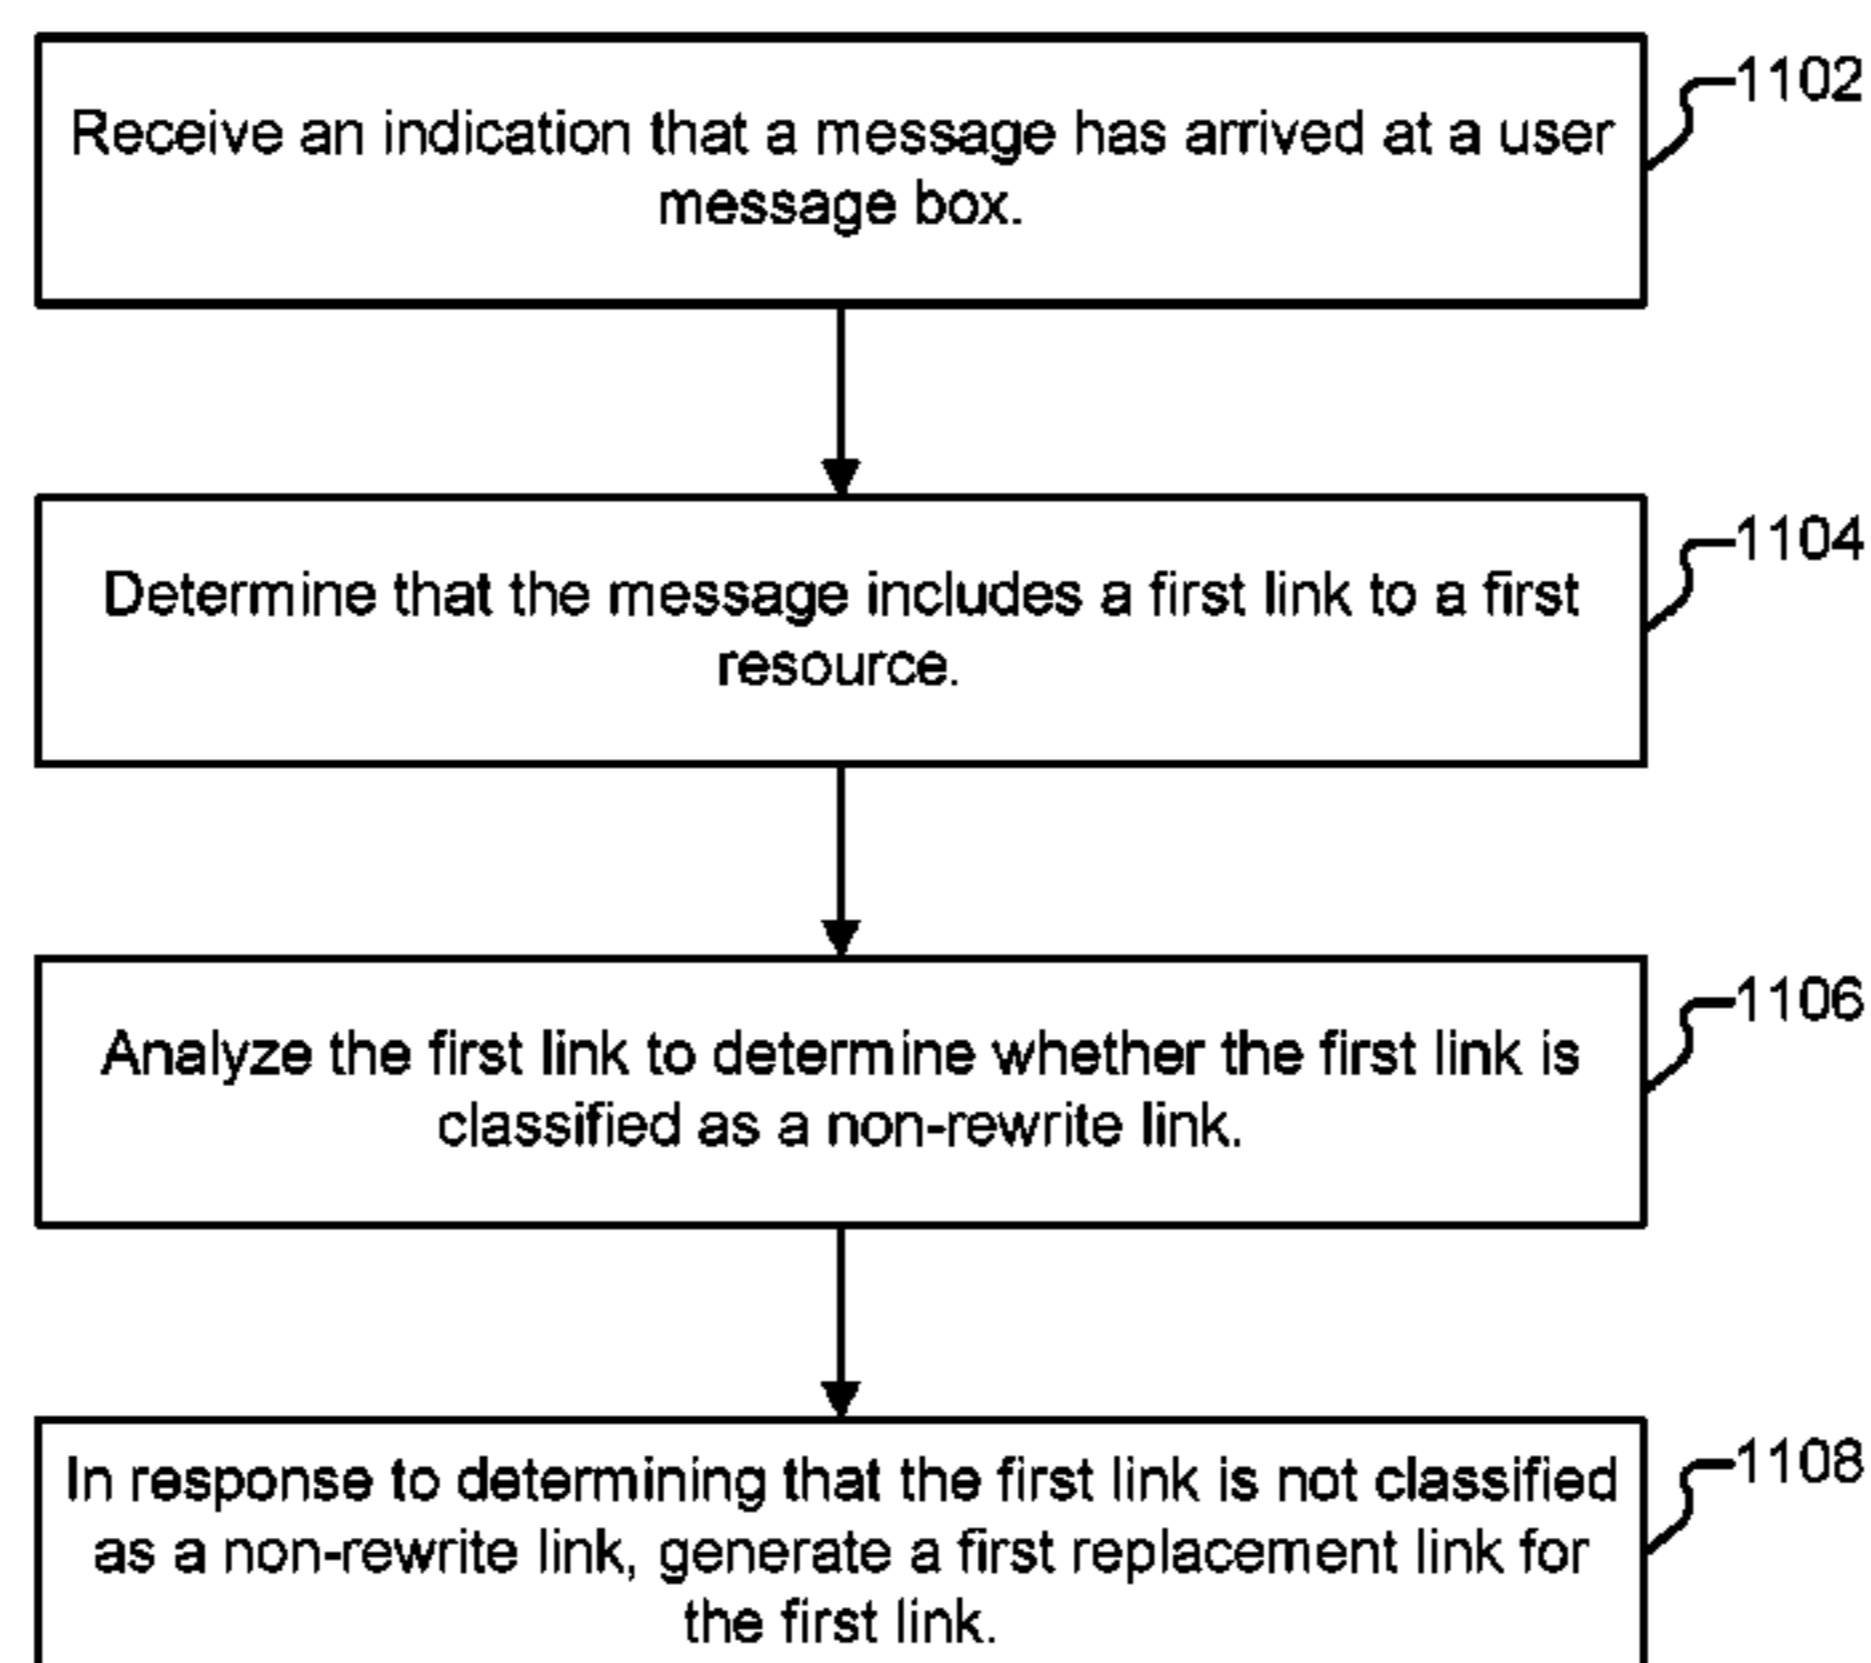 1102
Receive an indication that a message has arrived at a user
message box.
1104
Determine that the message includes a first link to a first
resource.
1106
Analyze the first link to determine whether the first link is
classified as a non-rewrite link.
1108
In response to determining that the first link is not classified
as a non-rewrite link, generate a first replacement link for
the first link.